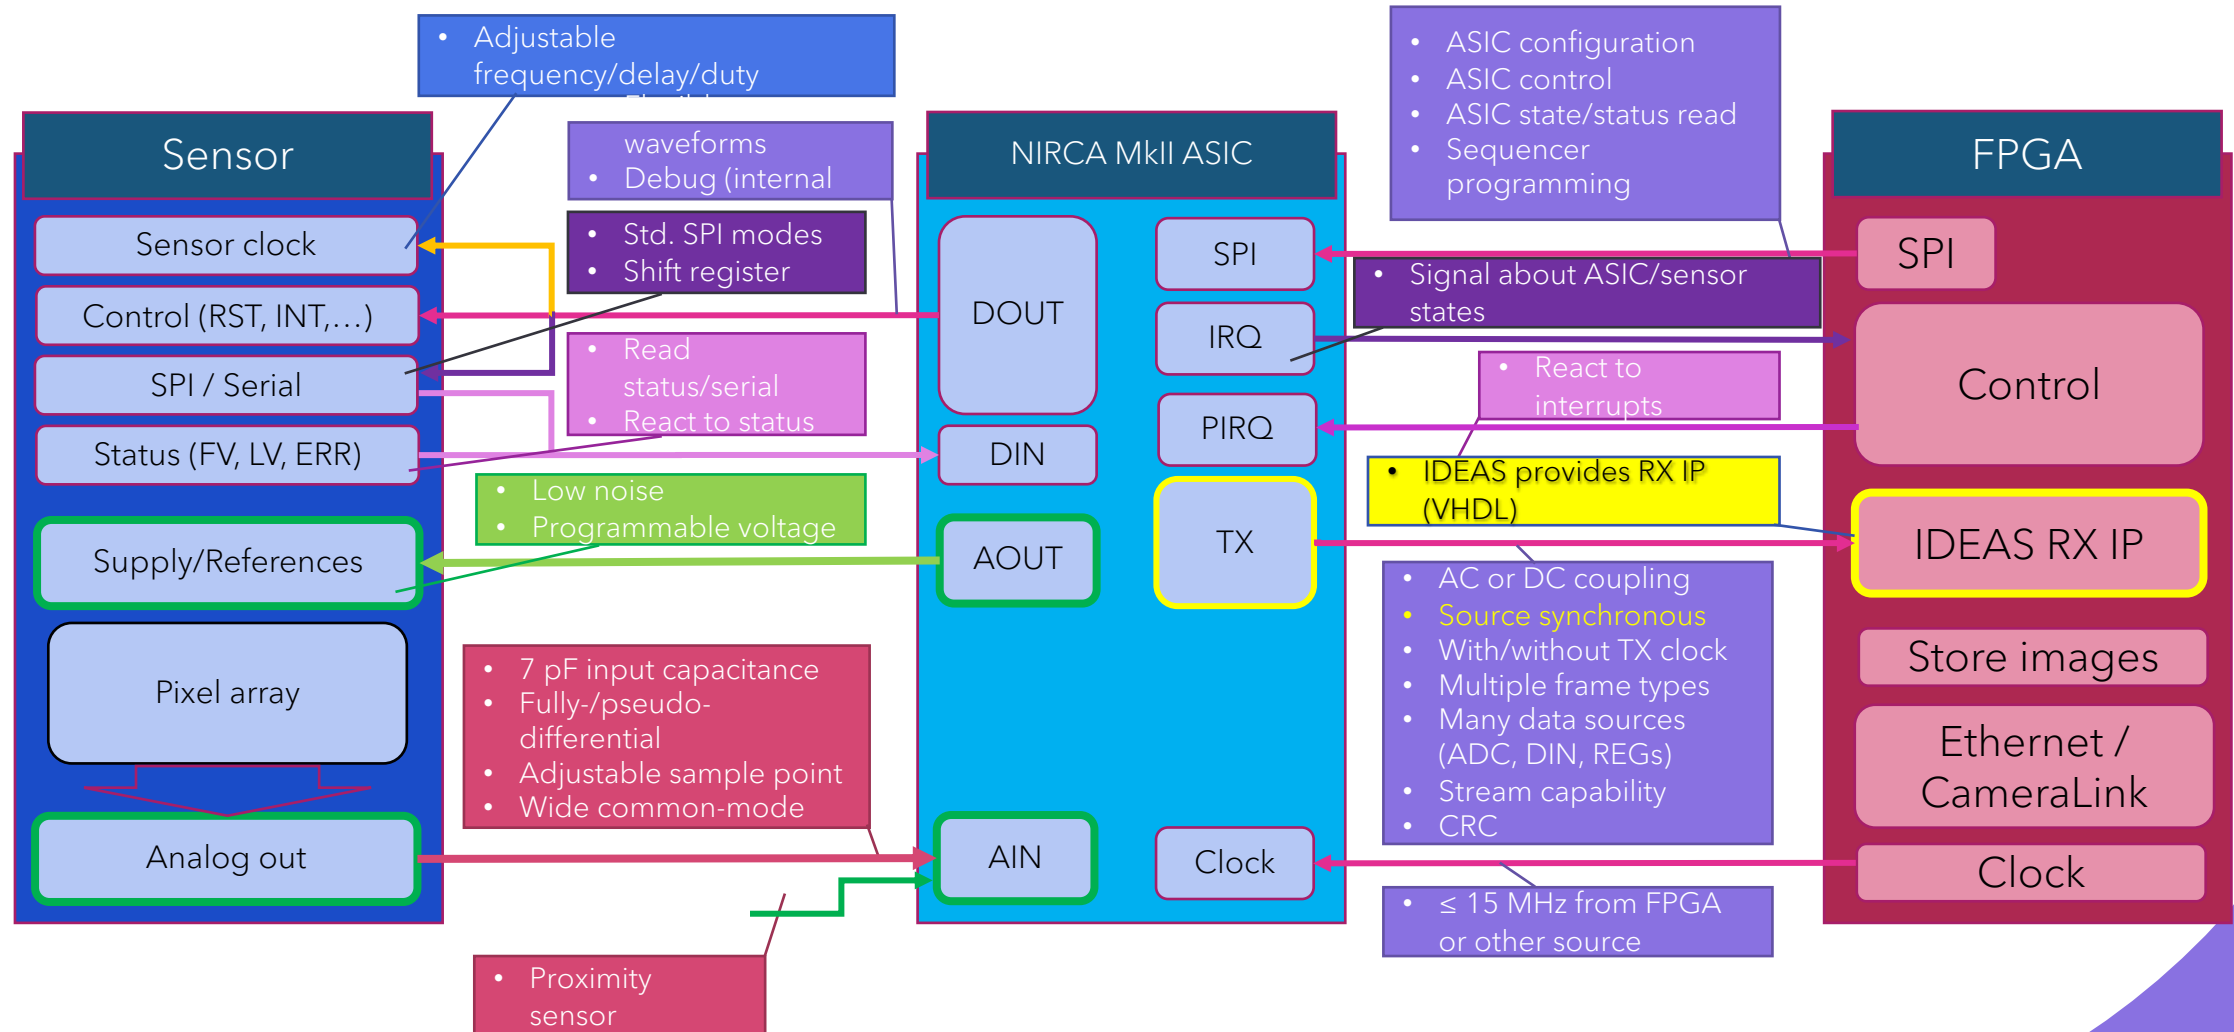 • Adjustable
frequency/delay/duty
waveforms
• Debug (internal
• Std. SPI modes
• Shift register
• Read
status/serial
• React to status
• Low noise
• Programmable voltage
• 7 pF input capacitance
• Fully-/pseudo-
differential
• Adjustable sample point
• Wide common-mode
• Proximity
sensor
Sensor
Sensor clock
Control (RST, INT,…)
SPI / Serial
Status (FV, LV, ERR)
Supply/References
Pixel array
Analog out
NIRCA MkII ASIC
DOUT
DIN
AOUT
AIN
SPI
IRQ
PIRQ
TX
Clock
• ASIC configuration
• ASIC control
• ASIC state/status read
• Sequencer
programming
• Signal about ASIC/sensor
states
• React to
interrupts
• IDEAS provides RX IP
(VHDL)
• AC or DC coupling
• Source synchronous
• With/without TX clock
• Multiple frame types
• Many data sources
(ADC, DIN, REGs)
• Stream capability
• CRC
• ≤ 15 MHz from FPGA
or other source
FPGA
SPI
Control
IDEAS RX IP
Store images
Ethernet /
CameraLink
Clock